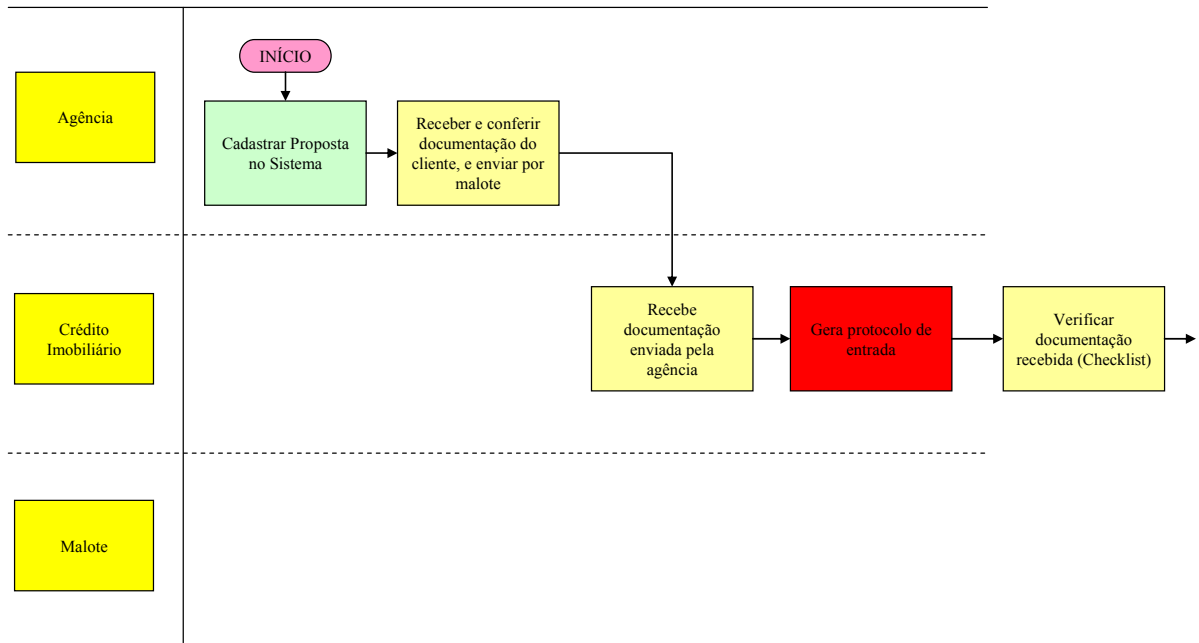 INÍCIO
Agência
Cadastrar Proposta
no Sistema
Receber e conferir
documentação do
cliente, e enviar por
malote
Crédito
Imobiliário
Recebe
documentação
enviada pela
agência
Gera protocolo de
entrada
Verificar
documentação
recebida (Checklist)
Malote